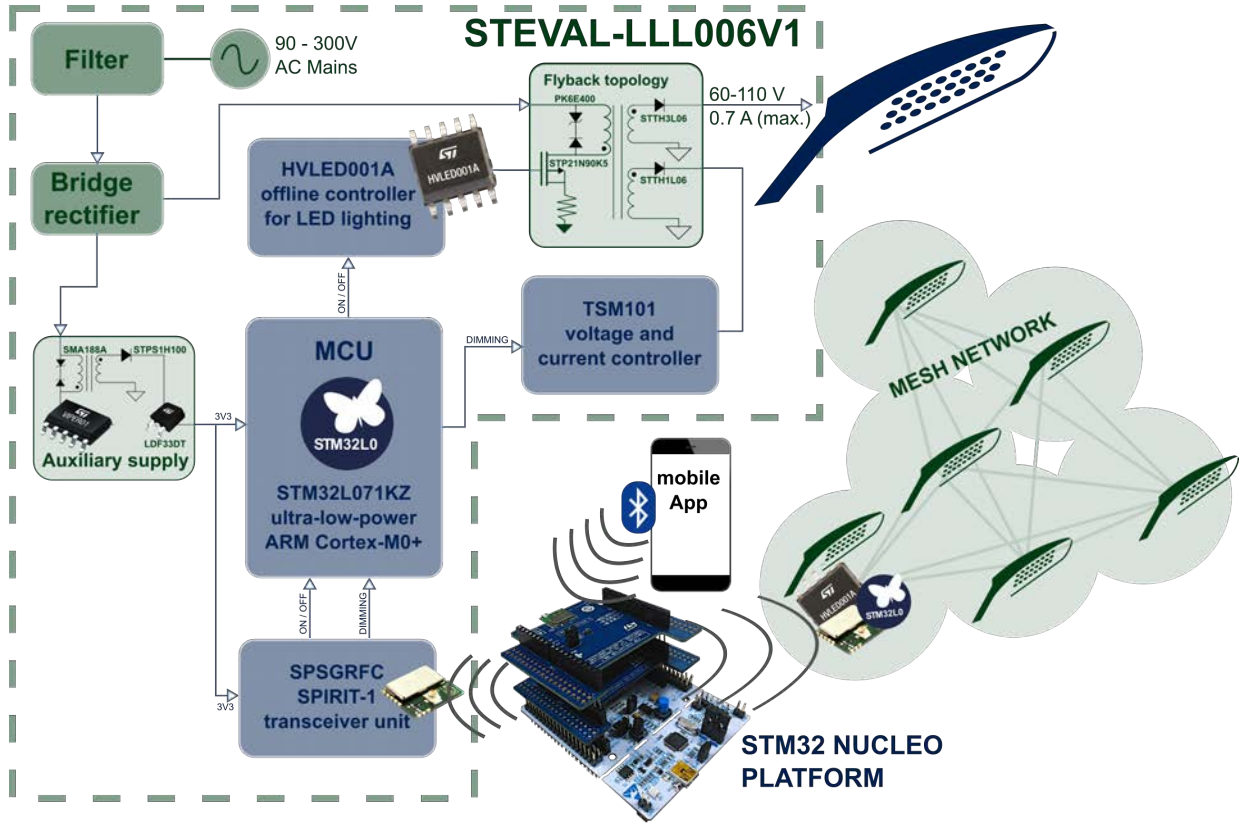 STEVAL-LLL006V1
Filter
90 - 300V
AC Mains
Bridge
rectifier
HVLED001A
offline controller
for LED lighting
HVLED001A
Flyback topology
PK6E400
STTH3L06
STP21N90K5
STTH1L06
60-110 V
0.7 A (max.)
ON / OFF
TSM101
voltage and
current controller
DIMMING
SMA188A
STPS1H100
VIPER01
LDF33DT
Auxiliary supply
3V3
MCU
STM32L0
STM32L071KZ
ultra-low-power
ARM Cortex-M0+
ON / OFF
DIMMING
3V3
SPSGRFC
SPIRIT-1
transceiver unit
mobile
App
MESH NETWORK
HVLED001A
STM32L0
STM32 NUCLEO
PLATFORM